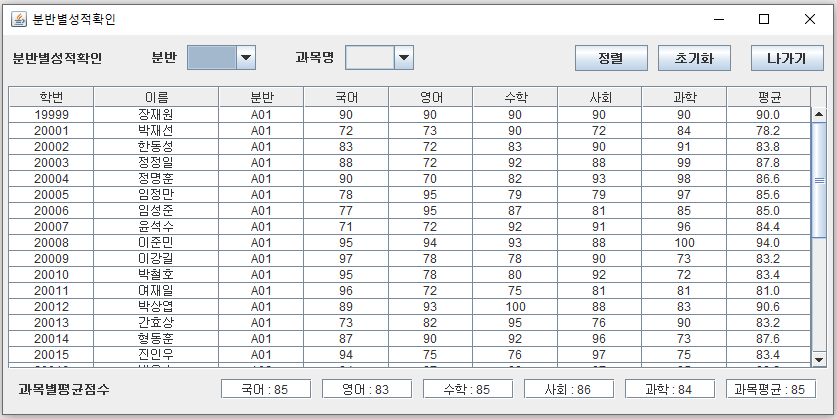 분반별성적확인
분반별성적확인 분반 과목명 정렬 초기화 나가기
학번 이름 분반 국어 영어 수학 사회 과학 평균
19999 장재원 A01 90 90 90 90 90 90.0
20001 박재선 A01 72 73 90 72 84 78.2
20002 한동성 A01 83 72 83 90 91 83.8
20003 정정일 A01 88 72 92 88 99 87.8
20004 정명훈 A01 90 70 82 93 98 86.6
20005 임정만 A01 78 95 79 79 97 85.6
20006 임성준 A01 77 95 87 81 85 85.0
20007 윤석수 A01 71 72 92 91 96 84.4
20008 이준민 A01 95 94 93 88 100 94.0
20009 이강길 A01 97 78 78 90 73 83.2
20010 박철호 A01 95 78 80 92 72 83.4
20011 여재일 A01 96 72 75 81 81 81.0
20012 박상엽 A01 89 93 100 88 83 90.6
20013 간효상 A01 73 82 95 76 90 83.2
20014 형동훈 A01 87 90 92 96 73 87.6
20015 진인우 A01 94 75 76 97 75 83.4
과목별평균점수 국어 : 85 영어 : 83 수학 : 85 사회 : 86 과학 : 84 과목평균 : 85